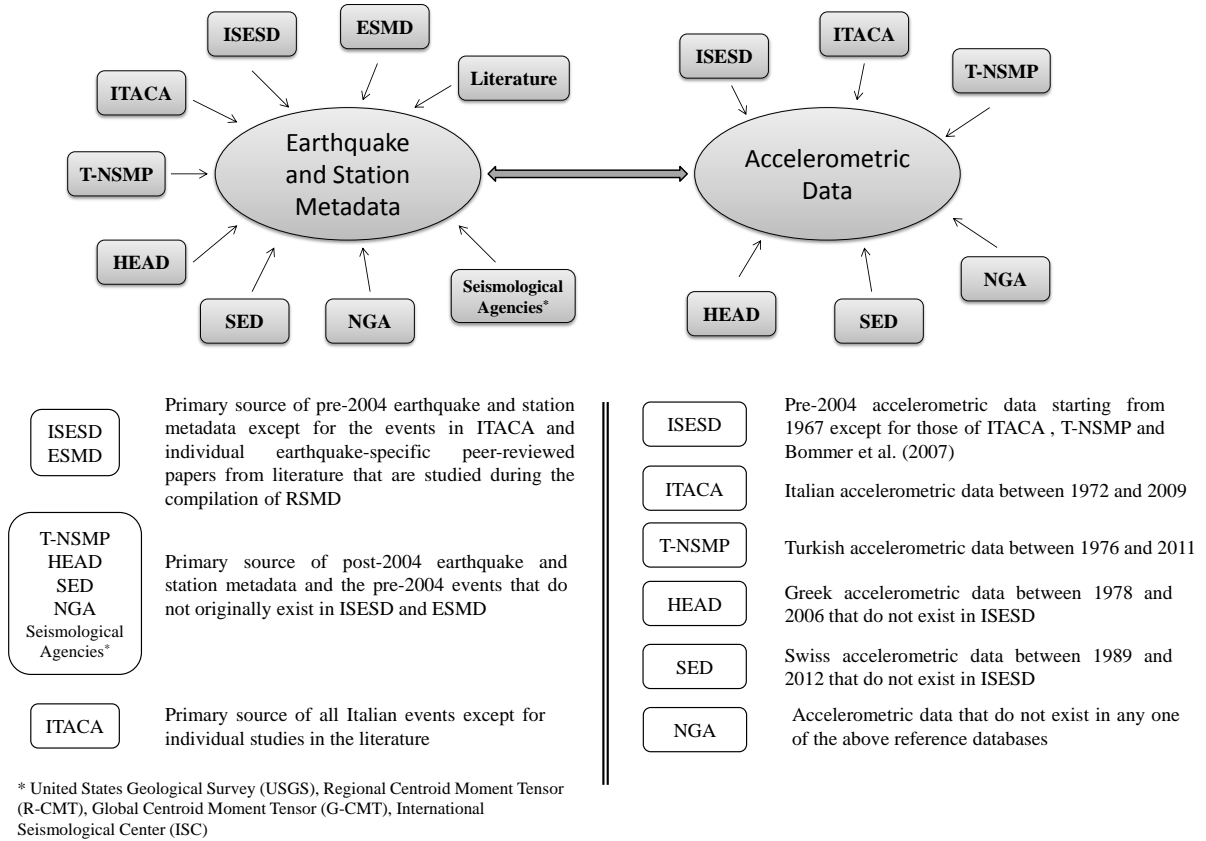 ISESD
ESMD
Literature
ITACA
T-NSMP
HEAD
SED
NGA
Seismological
Agencies*
Earthquake
and Station
Metadata
ISESD
ITACA
T-NSMP
NGA
SED
HEAD
Accelerometric
Data
ISESD
ESMD
Primary source of pre-2004 earthquake and station
metadata except for the events in ITACA and
individual earthquake-specific peer-reviewed
papers from literature that are studied during the
compilation of RSMD
T-NSMP
HEAD
SED
NGA
Seismological
Agencies*
Primary source of post-2004 earthquake and
station metadata and the pre-2004 events that do
not originally exist in ISESD and ESMD
ITACA
Primary source of all Italian events except for
individual studies in the literature
* United States Geological Survey (USGS), Regional Centroid Moment Tensor
(R-CMT), Global Centroid Moment Tensor (G-CMT), International
Seismological Center (ISC)
ISESD
Pre-2004 accelerometric data starting from
1967 except for those of ITACA , T-NSMP and
Bommer et al. (2007)
ITACA
Italian accelerometric data between 1972 and 2009
T-NSMP
Turkish accelerometric data between 1976 and 2011
HEAD
Greek accelerometric data between 1978 and
2006 that do not exist in ISESD
SED
Swiss accelerometric data between 1989 and
2012 that do not exist in ISESD
NGA
Accelerometric data that do not exist in any one
of the above reference databases